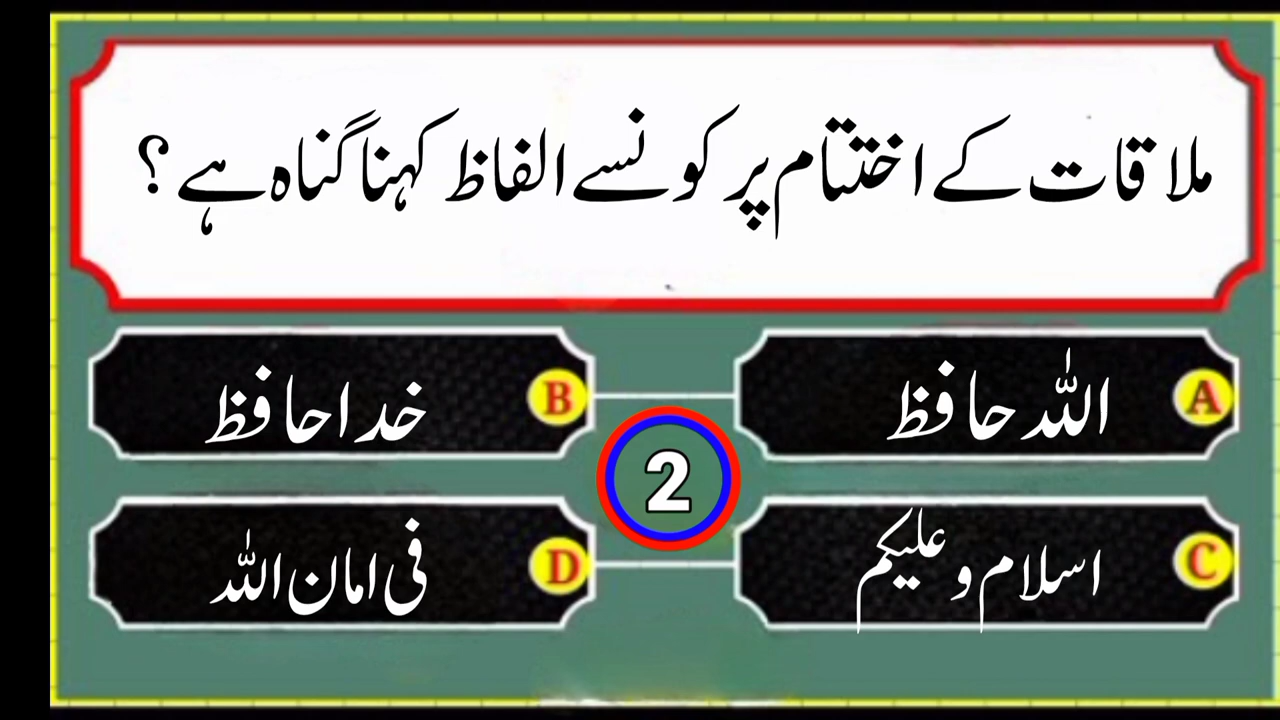 ملاقات کے اختتام پر کونسے الفاظ کہنا گناہ ہے ؟
A اللہ حافظ
B خدا حافظ
2
C اسلام و علیکم
D فی امان اللہ